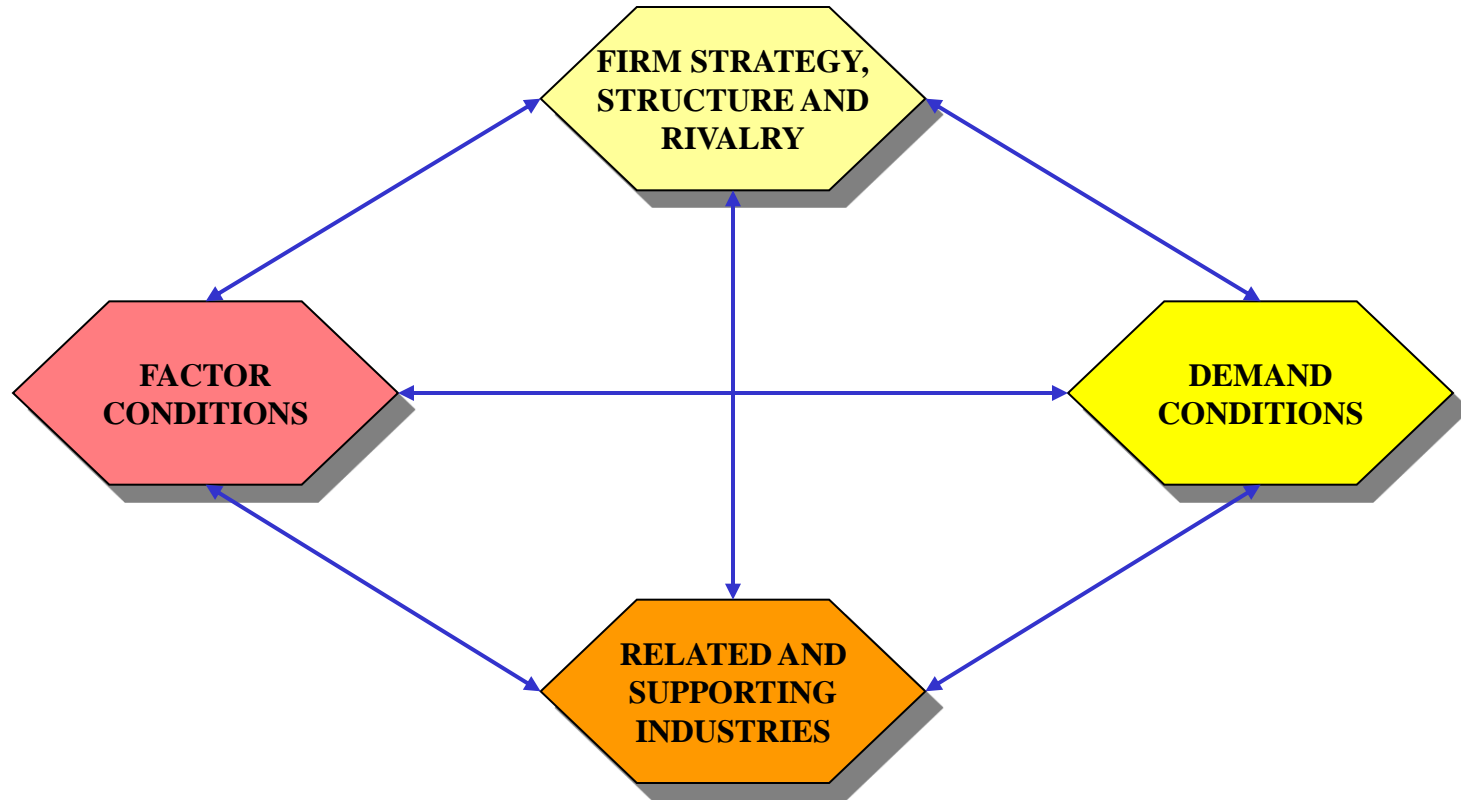 FIRM STRATEGY,
STRUCTURE AND
RIVALRY
FACTOR
CONDITIONS
DEMAND
CONDITIONS
RELATED AND
SUPPORTING
INDUSTRIES